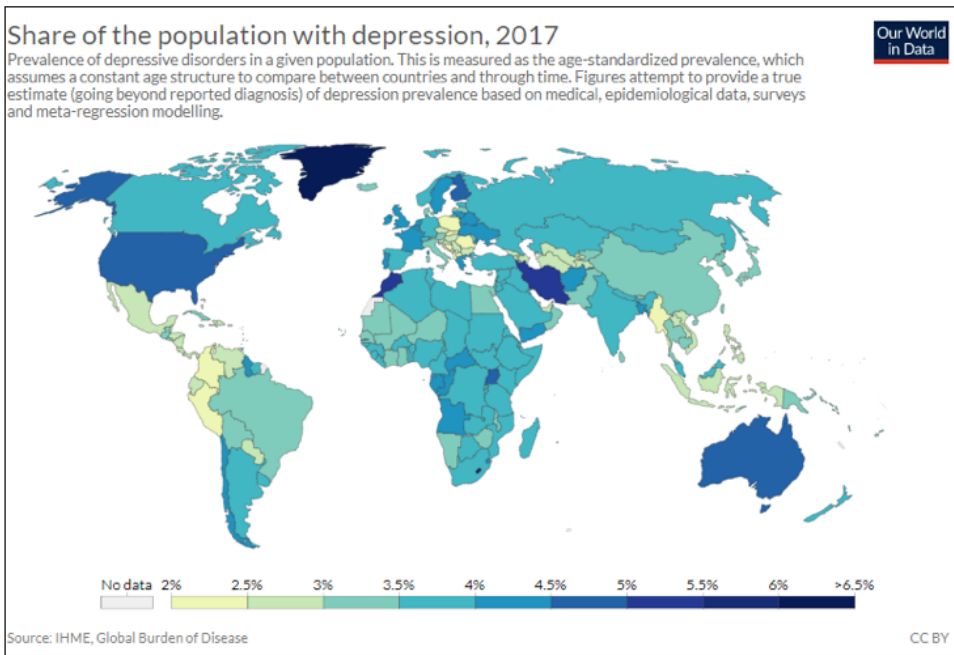 Share of the population with depression, 2017
Prevalence of depressive disorders in a given population. This is measured as the age-standardized prevalence, which
assumes a constant age structure to compare between countries and through time. Figures attempt to provide a true
estimate (going beyond reported diagnosis) of depression prevalence based on medical, epidemiological data, surveys
and meta-regression modelling.
Our World
in Data
No data 2% 2.5% 3% 3.5% 4% 4.5% 5% 5.5% 6% >6.5%
Source: IHME, Global Burden of Disease CC BY